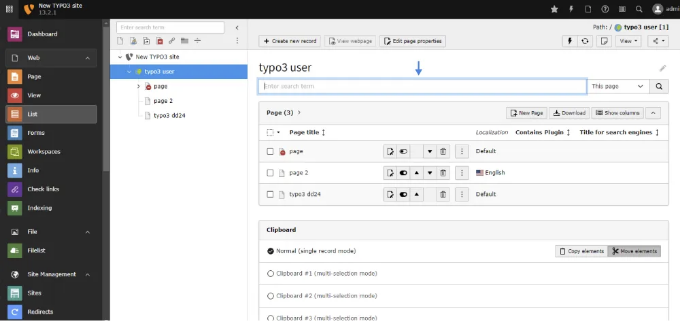 New TYPO3 site
13.2.1
admi
Dashboard
Web
Page
View
List
Forms
Workspaces
Info
Check links
Indexing
File
Filelist
Site Management
Sites
Redirects
Enter search term
New TYPO3 site
typo3 user
page
page 2
typo3 dd24
Path: / typo3 user [1]
Create new record
View webpage
Edit page properties
View
typo3 user
Enter search term
This page
Page (3)
New Page
Download
Show columns
Page title Localization Contains Plugin Title for search engines
page Default
page 2 English
typo3 dd24 Default
Clipboard
Normal (single record mode)
Copy elements
Move elements
Clipboard #1 (multi-selection mode)
Clipboard #2 (multi-selection mode)
Clipboard #3 (multi-selection mode)